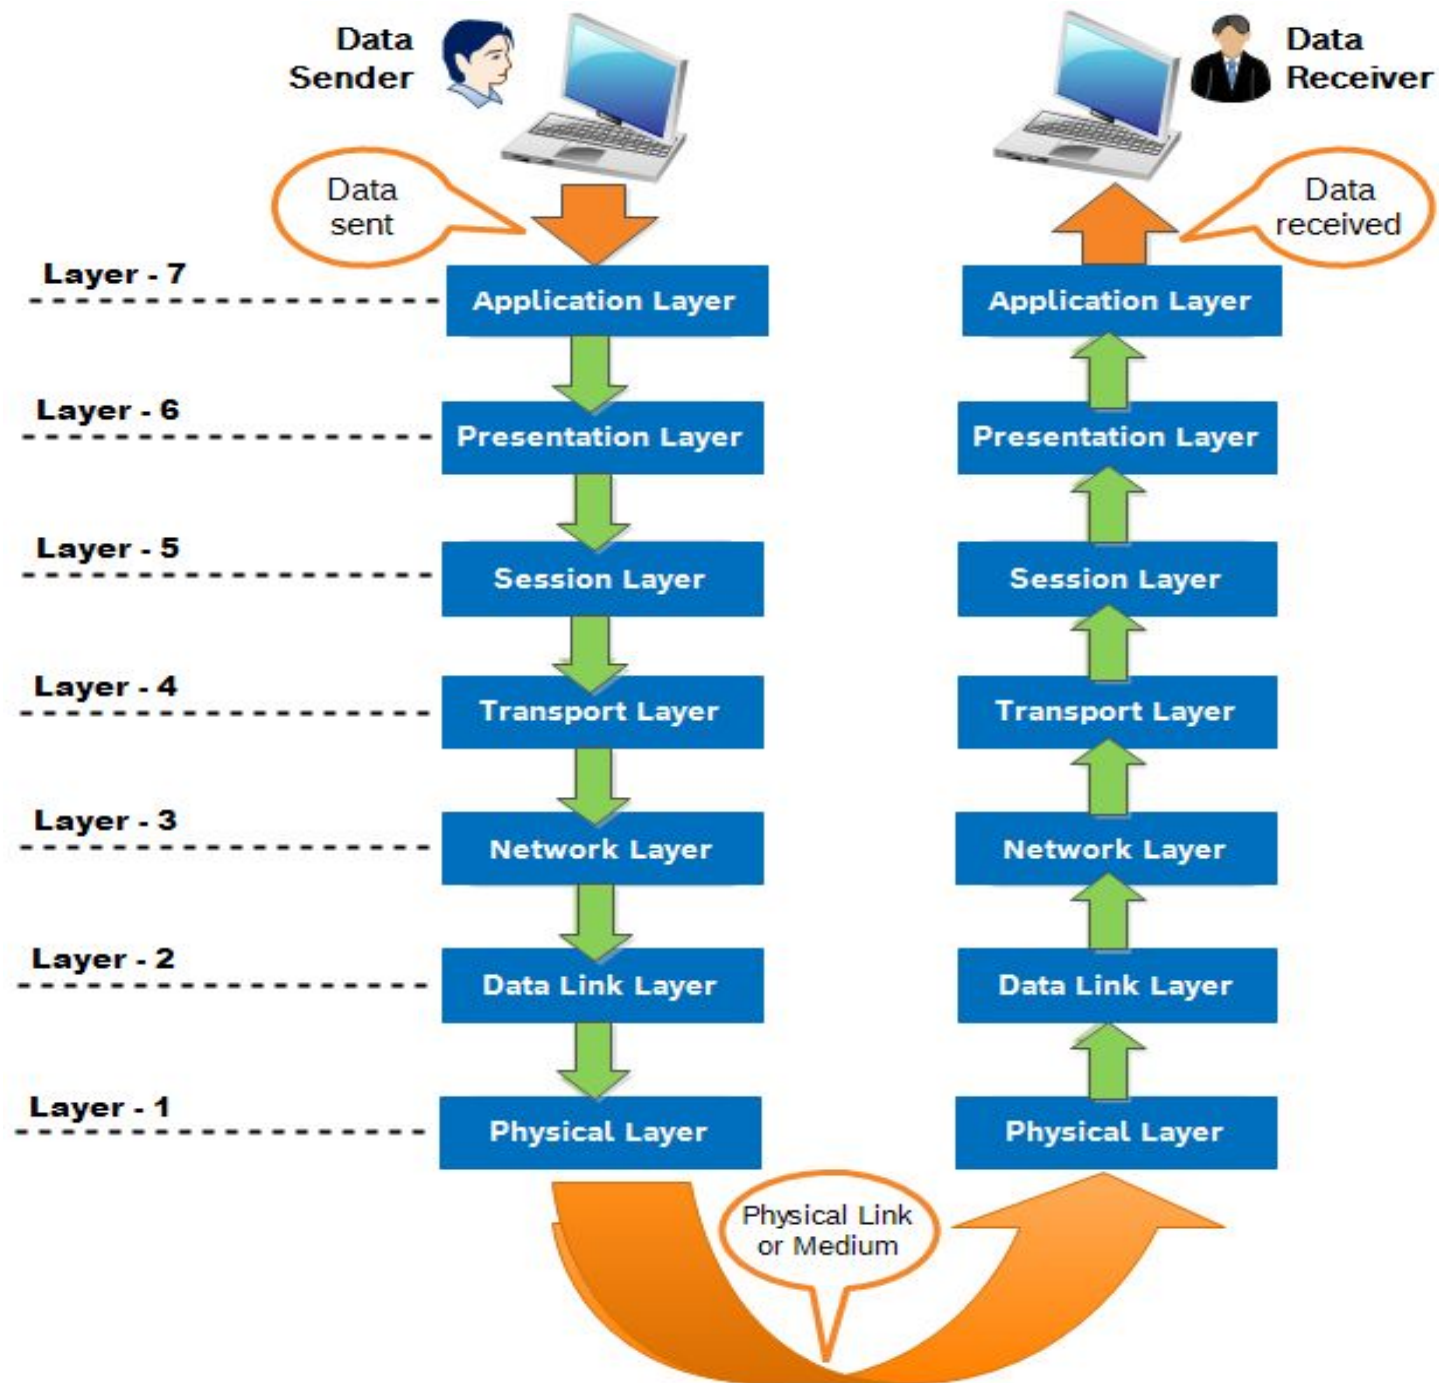 Data
Sender
Data
Receiver
Data
sent
Data
received
Layer - 7
Application Layer
Application Layer
Layer - 6
Presentation Layer
Presentation Layer
Layer - 5
Session Layer
Session Layer
Layer - 4
Transport Layer
Transport Layer
Layer - 3
Network Layer
Network Layer
Layer - 2
Data Link Layer
Data Link Layer
Layer - 1
Physical Layer
Physical Layer
Physical Link
or Medium